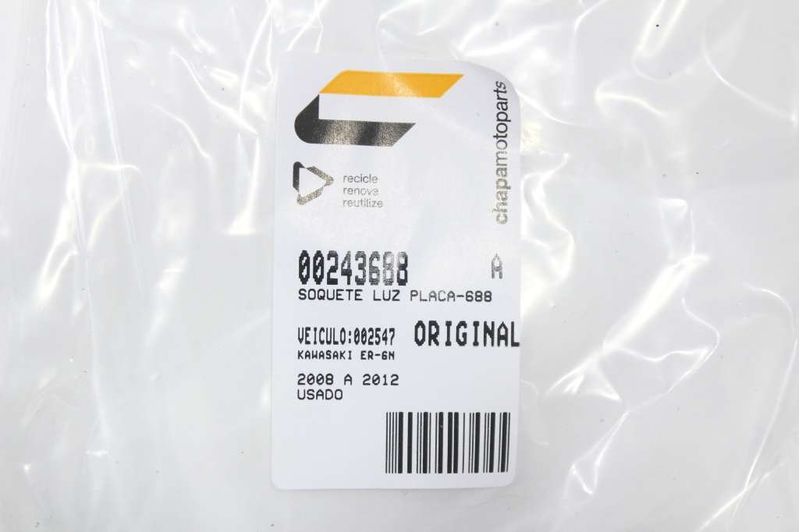 chapamotoparts
recicle
renova
reutilize
00243688 A
SOQUETE LUZ PLACA-688
VEICULO:002547 ORIGINAL
KAWASAKI ER-6N
2008 A 2012
USADO